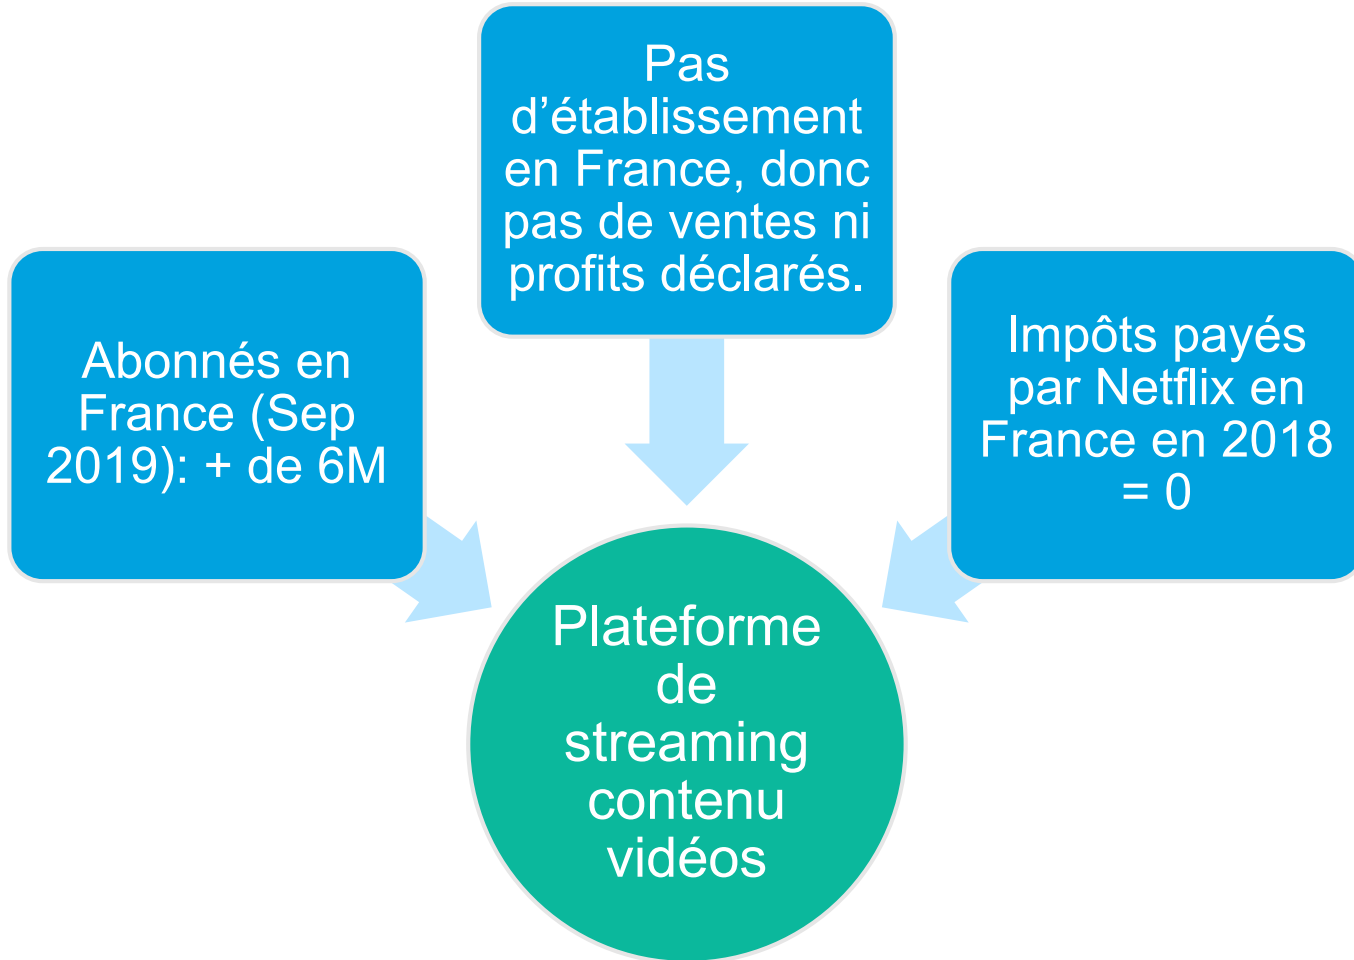 Pas
d’établissement
en France, donc
pas de ventes ni
profits déclarés.
Abonnés en
France (Sep
2019): + de 6M
Impôts payés
par Netflix en
France en 2018
= 0
Plateforme
de
streaming
contenu
vidéos